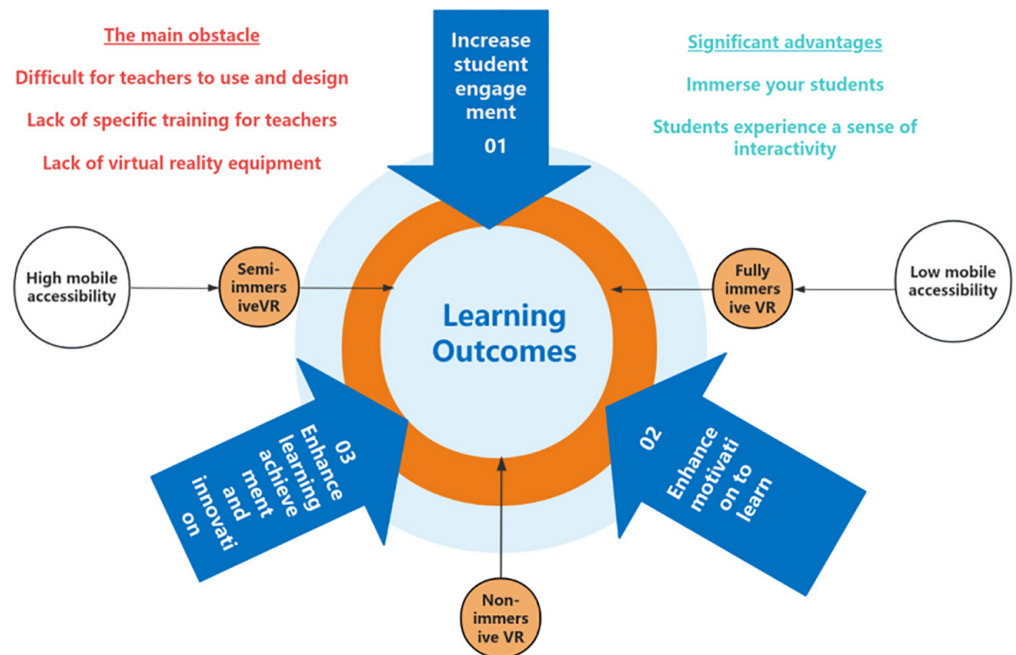 The main obstacle
Difficult for teachers to use and design
Lack of specific training for teachers
Lack of virtual reality equipment
Increase
student
engage
ment
01
Significant advantages
Immerse your students
Students experience a sense of
interactivity
High mobile
accessibility
Semi-
immers
iveVR
Learning
Outcomes
Fully
immers
ive VR
Low mobile
accessibility
03
Enhance
learning
achieve
ment
and
innovati
on
02
Enhance
motivati
on to
learn
Non-
immers
ive VR